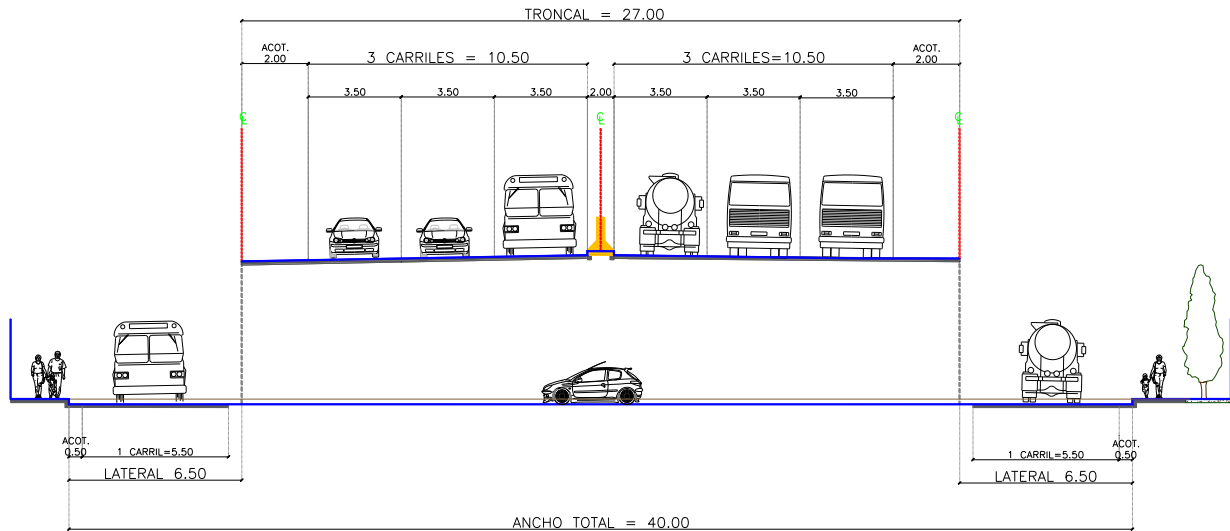 TRONCAL = 27.00
ACOT.
2.00
3 CARRILES = 10.50
3 CARRILES=10.50
ACOT.
2.00
3.50
3.50
3.50
2.00
3.50
3.50
3.50
ACOT.
0.50
1 CARRIL=5.50
LATERAL 6.50
1 CARRIL=5.50
ACOT.
0.50
LATERAL 6.50
ANCHO TOTAL = 40.00